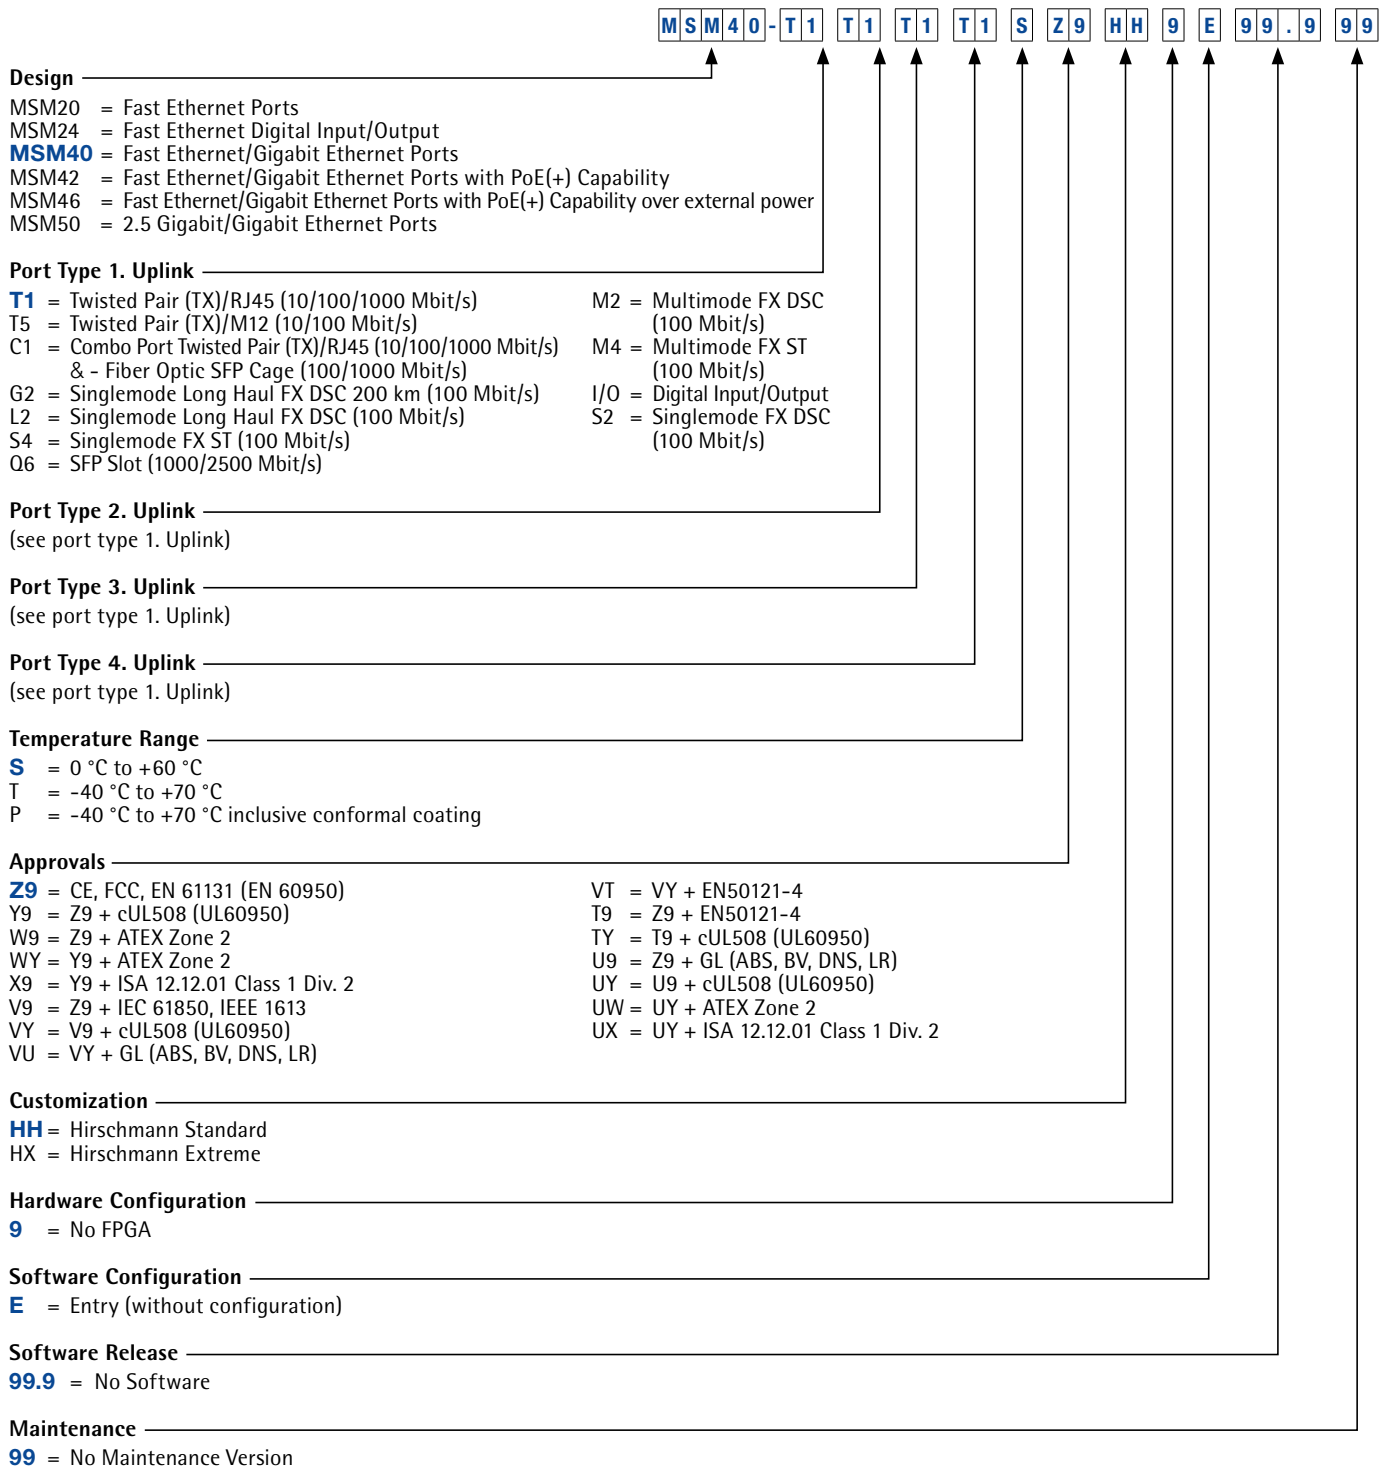 MSM40-T1 T1 T1 T1 S Z9 HH 9 E 99.9 99
Design
MSM20 = Fast Ethernet Ports
MSM24 = Fast Ethernet Digital Input/Output
MSM40 = Fast Ethernet/Gigabit Ethernet Ports
MSM42 = Fast Ethernet/Gigabit Ethernet Ports with PoE(+) Capability
MSM46 = Fast Ethernet/Gigabit Ethernet Ports with PoE(+) Capability over external power
MSM50 = 2.5 Gigabit/Gigabit Ethernet Ports
Port Type 1. Uplink
T1 = Twisted Pair (TX)/RJ45 (10/100/1000 Mbit/s)
T5 = Twisted Pair (TX)/M12 (10/100 Mbit/s)
C1 = Combo Port Twisted Pair (TX)/RJ45 (10/100/1000 Mbit/s)
& - Fiber Optic SFP Cage (100/1000 Mbit/s)
G2 = Singlemode Long Haul FX DSC 200 km (100 Mbit/s)
L2 = Singlemode Long Haul FX DSC (100 Mbit/s)
S4 = Singlemode FX ST (100 Mbit/s)
Q6 = SFP Slot (1000/2500 Mbit/s)
M2 = Multimode FX DSC
(100 Mbit/s)
M4 = Multimode FX ST
(100 Mbit/s)
I/O = Digital Input/Output
S2 = Singlemode FX DSC
(100 Mbit/s)
Port Type 2. Uplink
(see port type 1. Uplink)
Port Type 3. Uplink
(see port type 1. Uplink)
Port Type 4. Uplink
(see port type 1. Uplink)
Temperature Range
S = 0 °C to +60 °C
T = -40 °C to +70 °C
P = -40 °C to +70 °C inclusive conformal coating
Approvals
Z9 = CE, FCC, EN 61131 (EN 60950)
Y9 = Z9 + cUL508 (UL60950)
W9 = Z9 + ATEX Zone 2
WY = Y9 + ATEX Zone 2
X9 = Y9 + ISA 12.12.01 Class 1 Div. 2
V9 = Z9 + IEC 61850, IEEE 1613
VY = V9 + cUL508 (UL60950)
VU = VY + GL (ABS, BV, DNS, LR)
VT = VY + EN50121-4
T9 = Z9 + EN50121-4
TY = T9 + cUL508 (UL60950)
U9 = Z9 + GL (ABS, BV, DNS, LR)
UY = U9 + cUL508 (UL60950)
UW = UY + ATEX Zone 2
UX = UY + ISA 12.12.01 Class 1 Div. 2
Customization
HH = Hirschmann Standard
HX = Hirschmann Extreme
Hardware Configuration
9 = No FPGA
Software Configuration
E = Entry (without configuration)
Software Release
99.9 = No Software
Maintenance
99 = No Maintenance Version